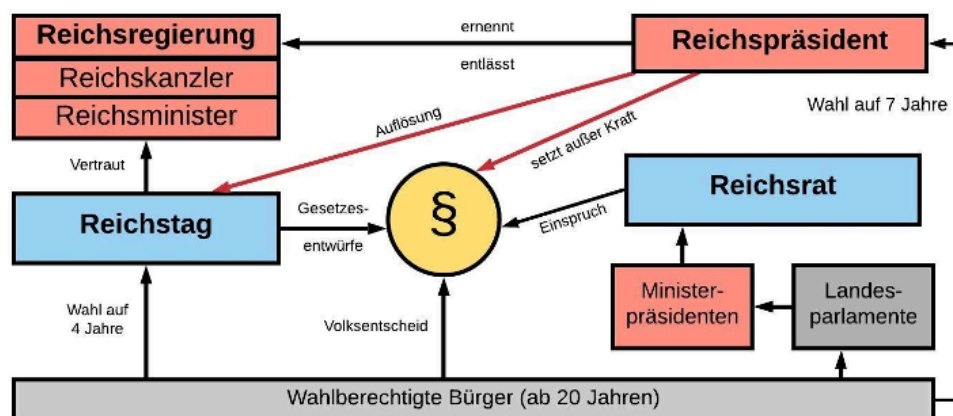 Reichsregierung
Reichskanzler
Reichsminister
ernennt
entlässt
Reichspräsident
Wahl auf 7 Jahre
Auflösung
setzt außer Kraft
Vertraut
Reichstag
Gesetzes-
entwürfe
§
Einspruch
Reichsrat
Minister-
präsidenten
Landes-
parlamente
Wahl auf
4 Jahre
Volksentscheid
Wahlberechtigte Bürger (ab 20 Jahren)